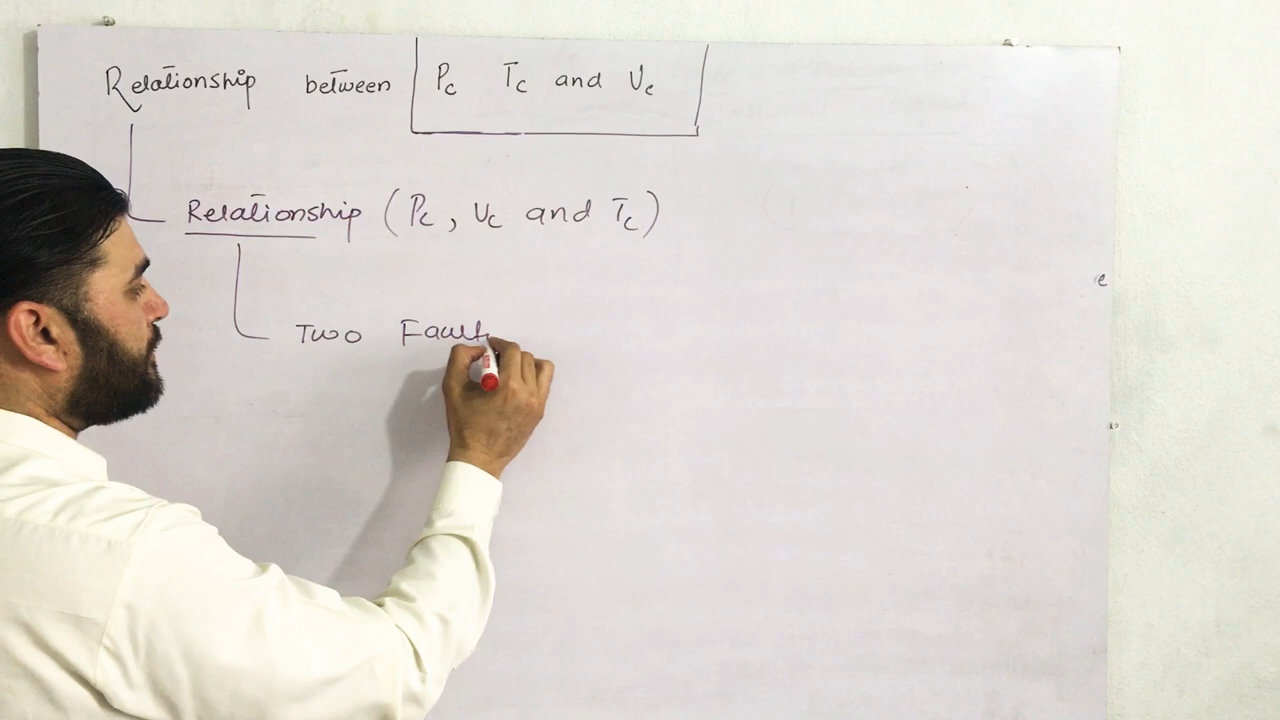 Relationship between Pc Tc and Vc
Relationship (Pc, Vc and Tc)
Two Fault